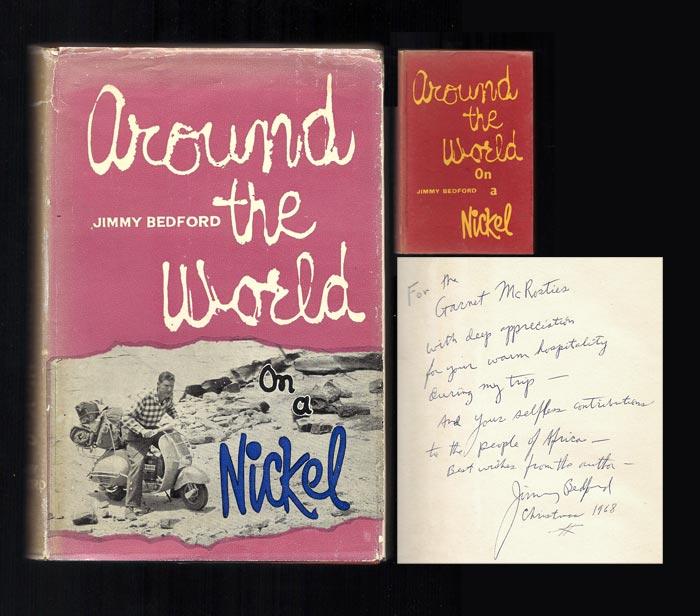 Around
the
World
JIMMY BEDFORD
On
a
Nickel
Around
the
World
On
a
JIMMY BEDFORD
Nickel
For the
Garnet McRosties
with deep appreciation
for your warm hospitality
during my trip —
And your selfless contributions
to the people of Africa —
Best wishes from the author —
Jimmy Bedford
Christmas 1968